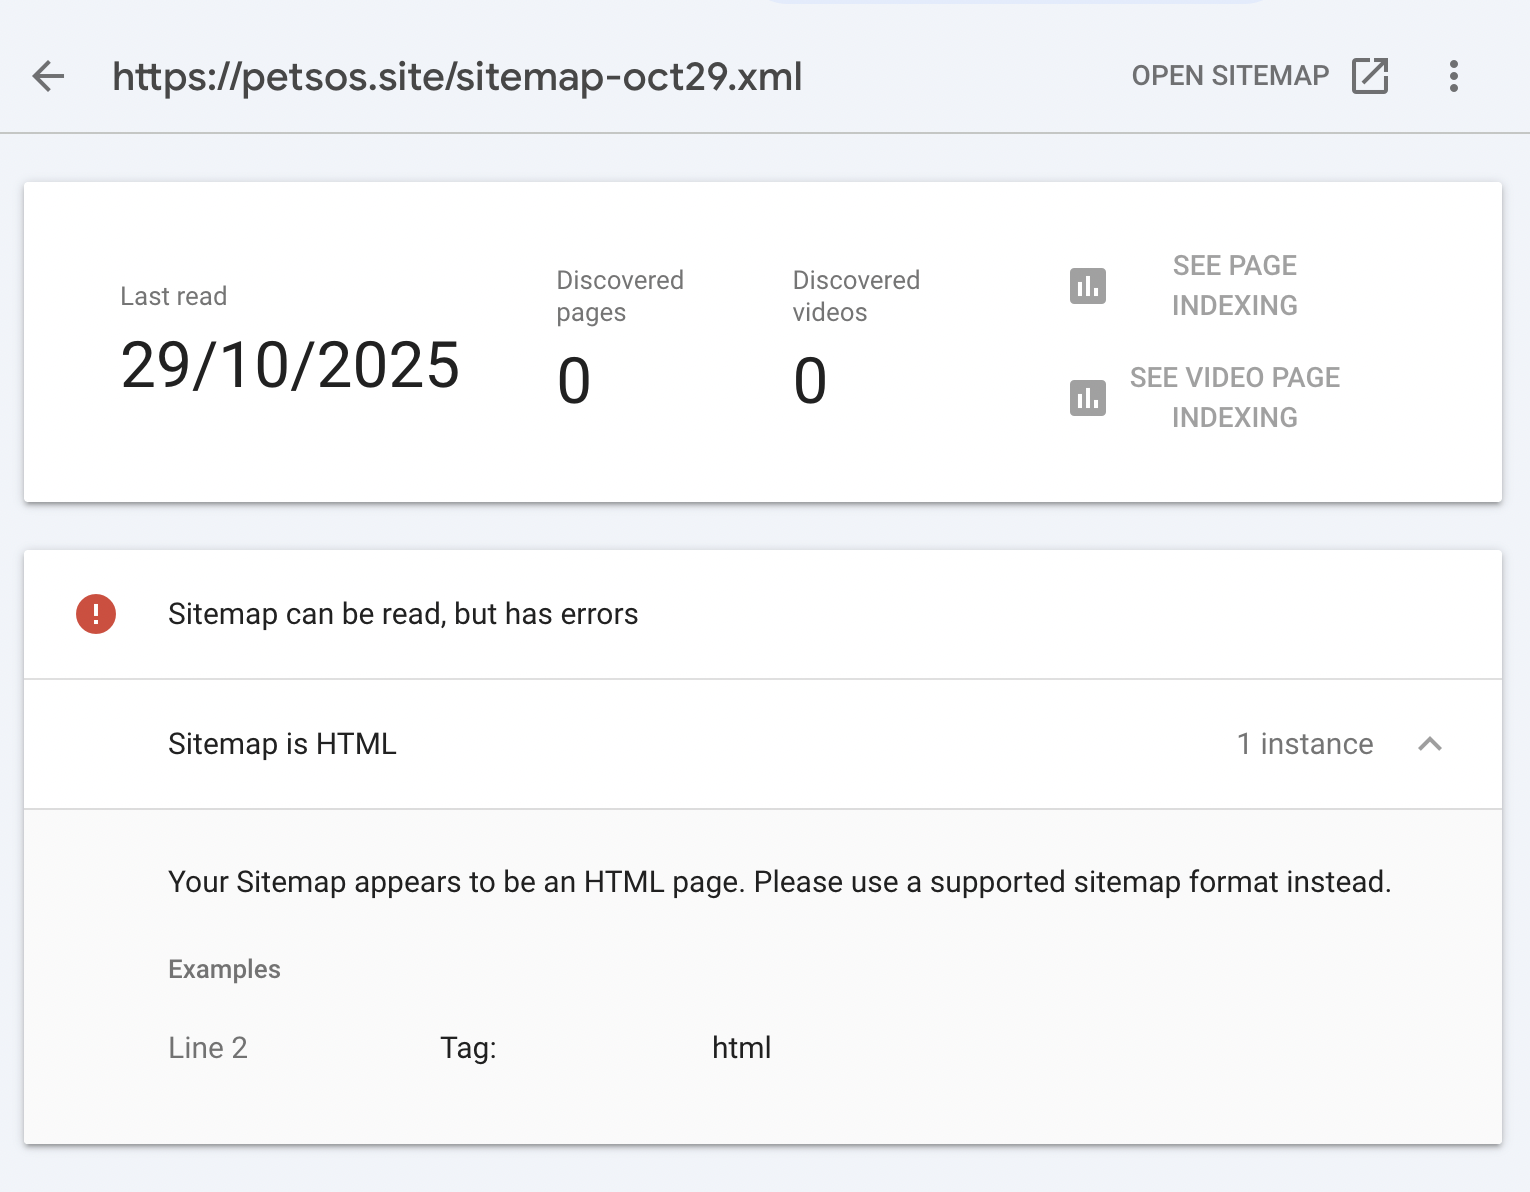 https://petsos.site/sitemap-oct29.xml
OPEN SITEMAP
Last read
29/10/2025
Discovered
pages
0
Discovered
videos
0
SEE PAGE
INDEXING
SEE VIDEO PAGE
INDEXING
Sitemap can be read, but has errors
Sitemap is HTML
1 instance
Your Sitemap appears to be an HTML page. Please use a supported sitemap format instead.
Examples
Line 2 Tag: html